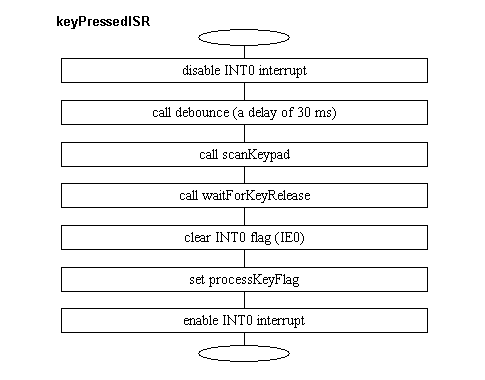 keyPressedISR
disable INT0 interrupt
call debounce (a delay of 30 ms)
call scanKeypad
call waitForKeyRelease
clear INT0 flag (IE0)
set processKeyFlag
enable INT0 interrupt